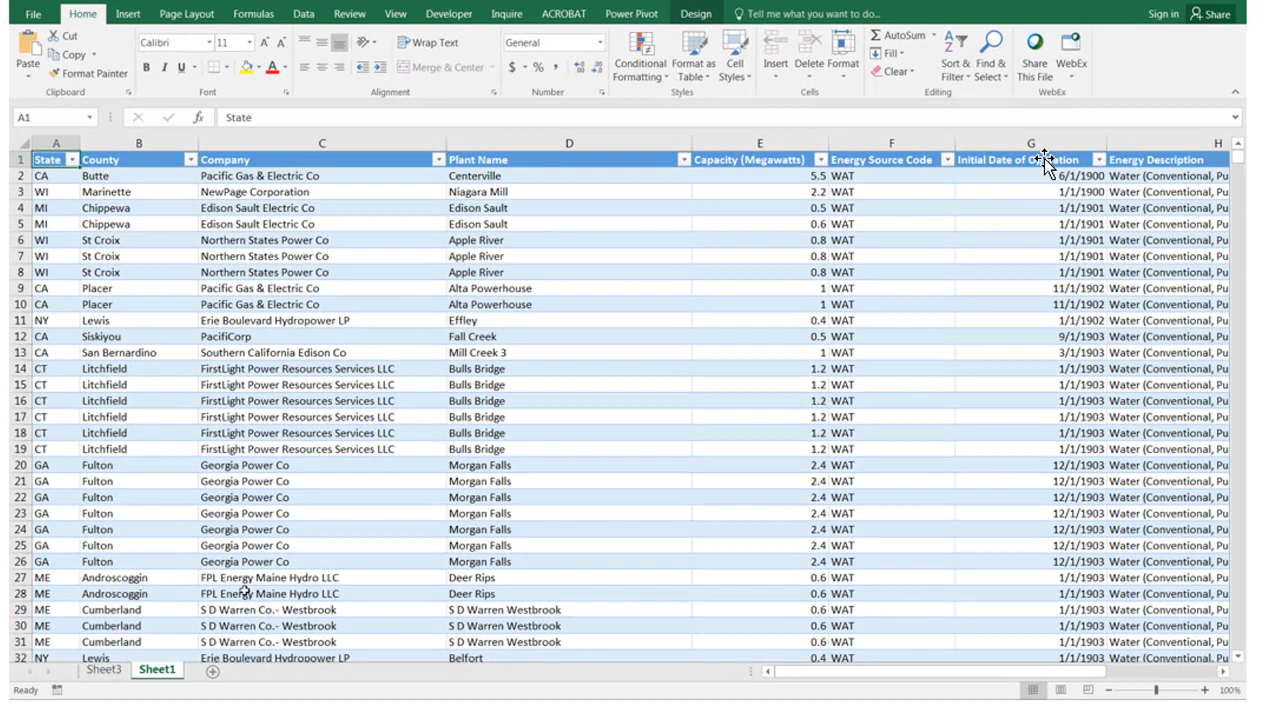 File Home Insert Page Layout Formulas Data Review View Developer Inquire ACROBAT Power Pivot Design Tell me what you want to do... Sign in Share
Cut Calibri 11 A A Wrap Text General AutoSum
Copy Fill
Paste Format Painter B I U A Merge & Center $ % , Conditional Formatting Format as Table Cell Styles Insert Delete Format Clear Sort & Filter Find & Select Share This File WebEx
Clipboard Font Alignment Number Styles Cells Editing WebEx
A1 fx State
A B C D E F G H
1 State County Company Plant Name Capacity (Megawatts) Energy Source Code Initial Date of Energy Description
2 CA Butte Pacific Gas & Electric Co Centerville 5.5 WAT 6/1/1900 Water (Conventional, Pu
3 WI Marinette NewPage Corporation Niagara Mill 2.2 WAT 1/1/1900 Water (Conventional, Pu
4 MI Chippewa Edison Sault Electric Co Edison Sault 0.5 WAT 1/1/1901 Water (Conventional, Pu
5 MI Chippewa Edison Sault Electric Co Edison Sault 0.6 WAT 1/1/1901 Water (Conventional, Pu
6 WI St Croix Northern States Power Co Apple River 0.8 WAT 1/1/1901 Water (Conventional, Pu
7 WI St Croix Northern States Power Co Apple River 0.8 WAT 1/1/1901 Water (Conventional, Pu
8 WI St Croix Northern States Power Co Apple River 0.8 WAT 1/1/1901 Water (Conventional, Pu
9 CA Placer Pacific Gas & Electric Co Alta Powerhouse 1 WAT 11/1/1902 Water (Conventional, Pu
10 CA Placer Pacific Gas & Electric Co Alta Powerhouse 1 WAT 11/1/1902 Water (Conventional, Pu
11 NY Lewis Erie Boulevard Hydropower LP Effley 0.4 WAT 1/1/1902 Water (Conventional, Pu
12 CA Siskiyou PacifiCorp Fall Creek 0.5 WAT 9/1/1903 Water (Conventional, Pu
13 CA San Bernardino Southern California Edison Co Mill Creek 3 1 WAT 3/1/1903 Water (Conventional, Pu
14 CT Litchfield FirstLight Power Resources Services LLC Bulls Bridge 1.2 WAT 1/1/1903 Water (Conventional, Pu
15 CT Litchfield FirstLight Power Resources Services LLC Bulls Bridge 1.2 WAT 1/1/1903 Water (Conventional, Pu
16 CT Litchfield FirstLight Power Resources Services LLC Bulls Bridge 1.2 WAT 1/1/1903 Water (Conventional, Pu
17 CT Litchfield FirstLight Power Resources Services LLC Bulls Bridge 1.2 WAT 1/1/1903 Water (Conventional, Pu
18 CT Litchfield FirstLight Power Resources Services LLC Bulls Bridge 1.2 WAT 1/1/1903 Water (Conventional, Pu
19 CT Litchfield FirstLight Power Resources Services LLC Bulls Bridge 1.2 WAT 1/1/1903 Water (Conventional, Pu
20 GA Fulton Georgia Power Co Morgan Falls 2.4 WAT 12/1/1903 Water (Conventional, Pu
21 GA Fulton Georgia Power Co Morgan Falls 2.4 WAT 12/1/1903 Water (Conventional, Pu
22 GA Fulton Georgia Power Co Morgan Falls 2.4 WAT 12/1/1903 Water (Conventional, Pu
23 GA Fulton Georgia Power Co Morgan Falls 2.4 WAT 12/1/1903 Water (Conventional, Pu
24 GA Fulton Georgia Power Co Morgan Falls 2.4 WAT 12/1/1903 Water (Conventional, Pu
25 GA Fulton Georgia Power Co Morgan Falls 2.4 WAT 12/1/1903 Water (Conventional, Pu
26 GA Fulton Georgia Power Co Morgan Falls 2.4 WAT 12/1/1903 Water (Conventional, Pu
27 ME Androscoggin FPL Energy Maine Hydro LLC Deer Rips 0.6 WAT 1/1/1903 Water (Conventional, Pu
28 ME Androscoggin FPL Energy Maine Hydro LLC Deer Rips 0.6 WAT 1/1/1903 Water (Conventional, Pu
29 ME Cumberland S D Warren Co.- Westbrook S D Warren Westbrook 0.6 WAT 1/1/1903 Water (Conventional, Pu
30 ME Cumberland S D Warren Co.- Westbrook S D Warren Westbrook 0.6 WAT 1/1/1903 Water (Conventional, Pu
31 ME Cumberland S D Warren Co.- Westbrook S D Warren Westbrook 0.6 WAT 1/1/1903 Water (Conventional, Pu
32 NY Lewis Erie Boulevard Hydropower LP Belfort 0.4 WAT 1/1/1903 Water (Conventional, Pu
Sheet3 Sheet1
Ready 100%